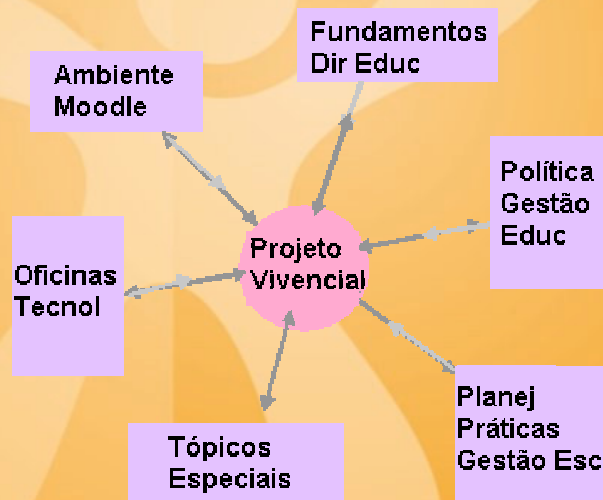 Fundamentos
Dir Educ
Ambiente
Moodle
Política
Gestão
Educ
Projeto
Vivencial
Oficinas
Tecnol
Planej
Práticas
Gestão Esc
Tópicos
Especiais